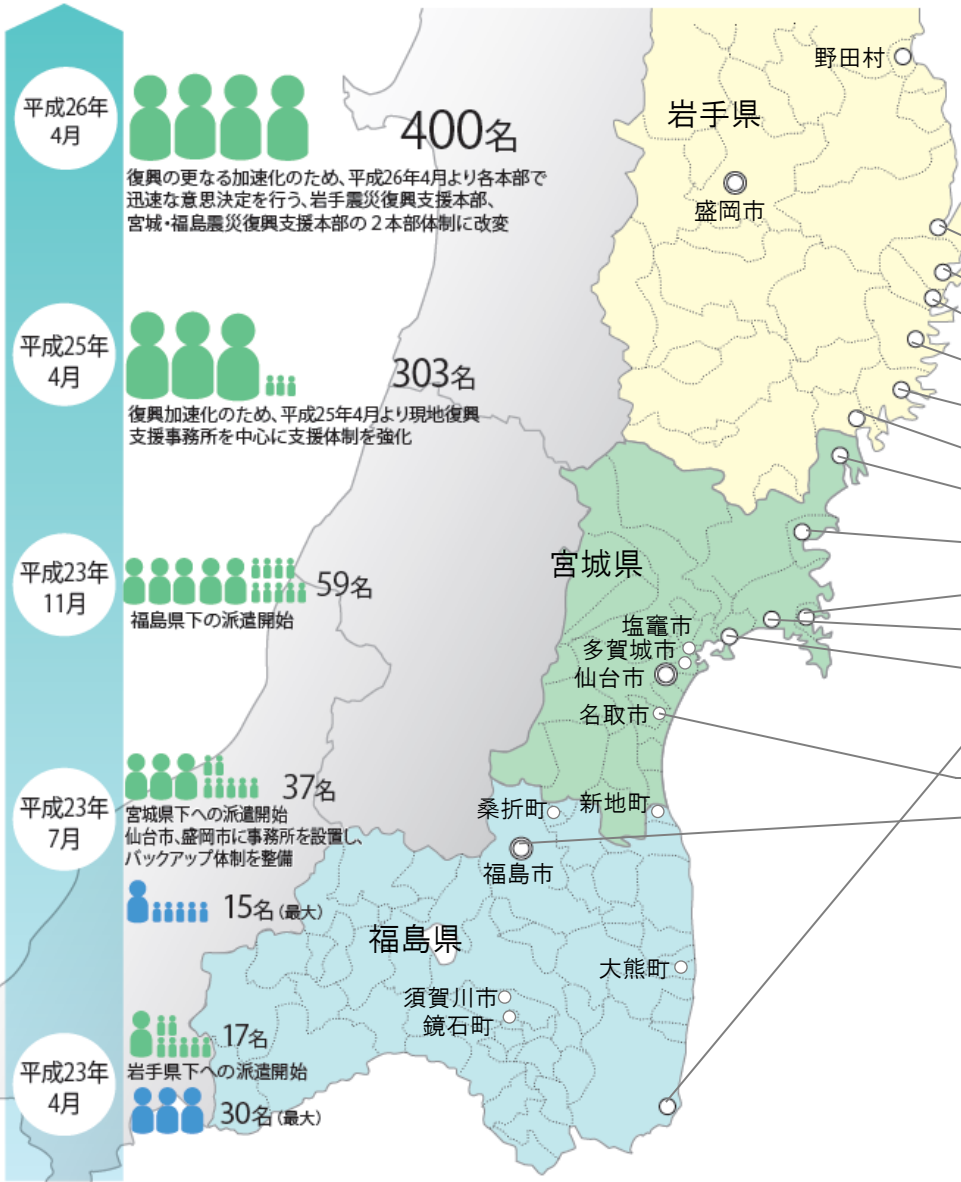 平成26年
4月
400名
復興の更なる加速化のため、平成26年4月より各本部で
迅速な意思決定を行う、岩手震災復興支援本部、
宮城・福島震災復興支援本部の2本部体制に改変
平成25年
4月
303名
復興加速化のため、平成25年4月より現地復興
支援事務所を中心に支援体制を強化
平成23年
11月
59名
福島県下の派遣開始
平成23年
7月
37名
宮城県下への派遣開始
仙台市、盛岡市に事務所を設置し、
バックアップ体制を整備
15名(最大)
平成23年
4月
17名
岩手県下への派遣開始
30名(最大)
野田村
岩手県
盛岡市
宮城県
塩竈市
多賀城市
仙台市
名取市
桑折町
新地町
福島市
福島県
大熊町
須賀川市
鏡石町